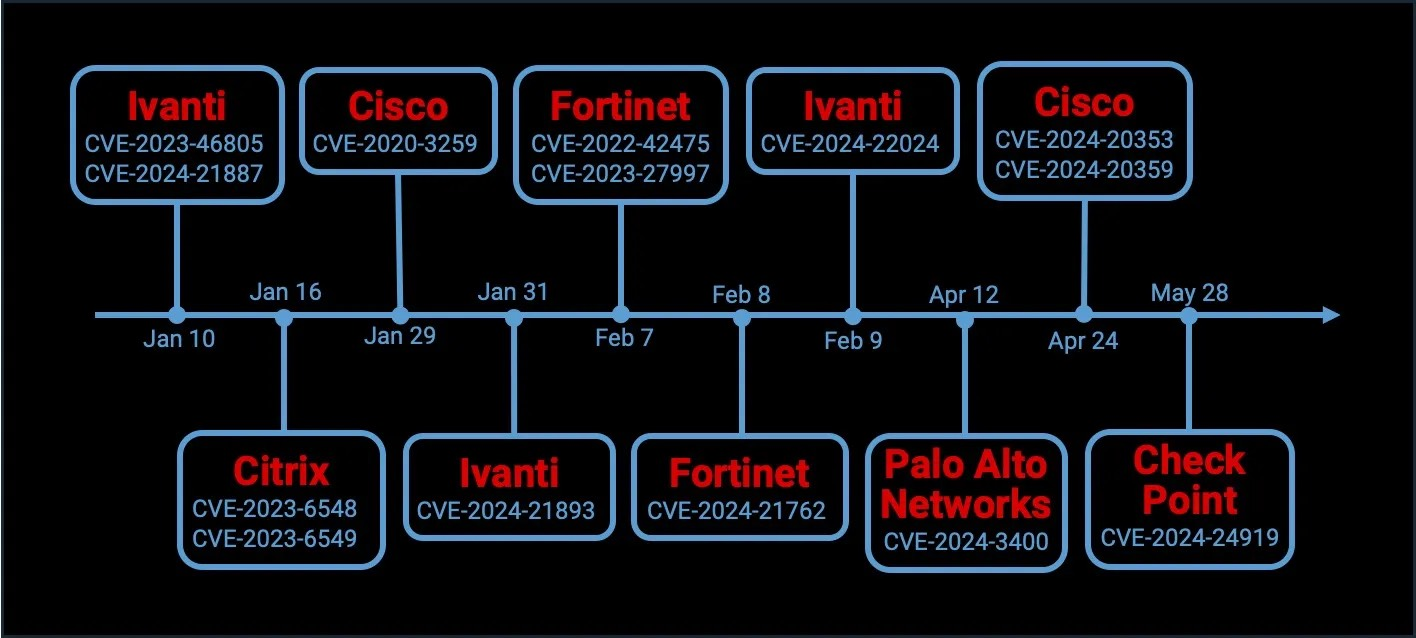 Ivanti
CVE-2023-46805
CVE-2024-21887
Cisco
CVE-2020-3259
Fortinet
CVE-2022-42475
CVE-2023-27997
Ivanti
CVE-2024-22024
Cisco
CVE-2024-20353
CVE-2024-20359
Jan 10
Jan 16
Jan 29
Jan 31
Feb 7
Feb 8
Feb 9
Apr 12
Apr 24
May 28
Citrix
CVE-2023-6548
CVE-2023-6549
Ivanti
CVE-2024-21893
Fortinet
CVE-2024-21762
Palo Alto
Networks
CVE-2024-3400
Check
Point
CVE-2024-24919